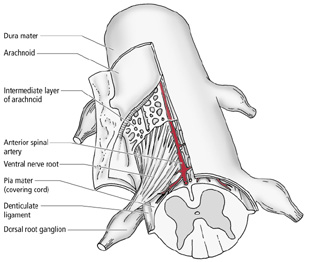 Dura mater
Arachnoid
Intermediate layer
of arachnoid
Anterior spinal
artery
Ventral nerve root
Pia mater
(covering cord)
Denticulate
ligament
Dorsal root ganglion